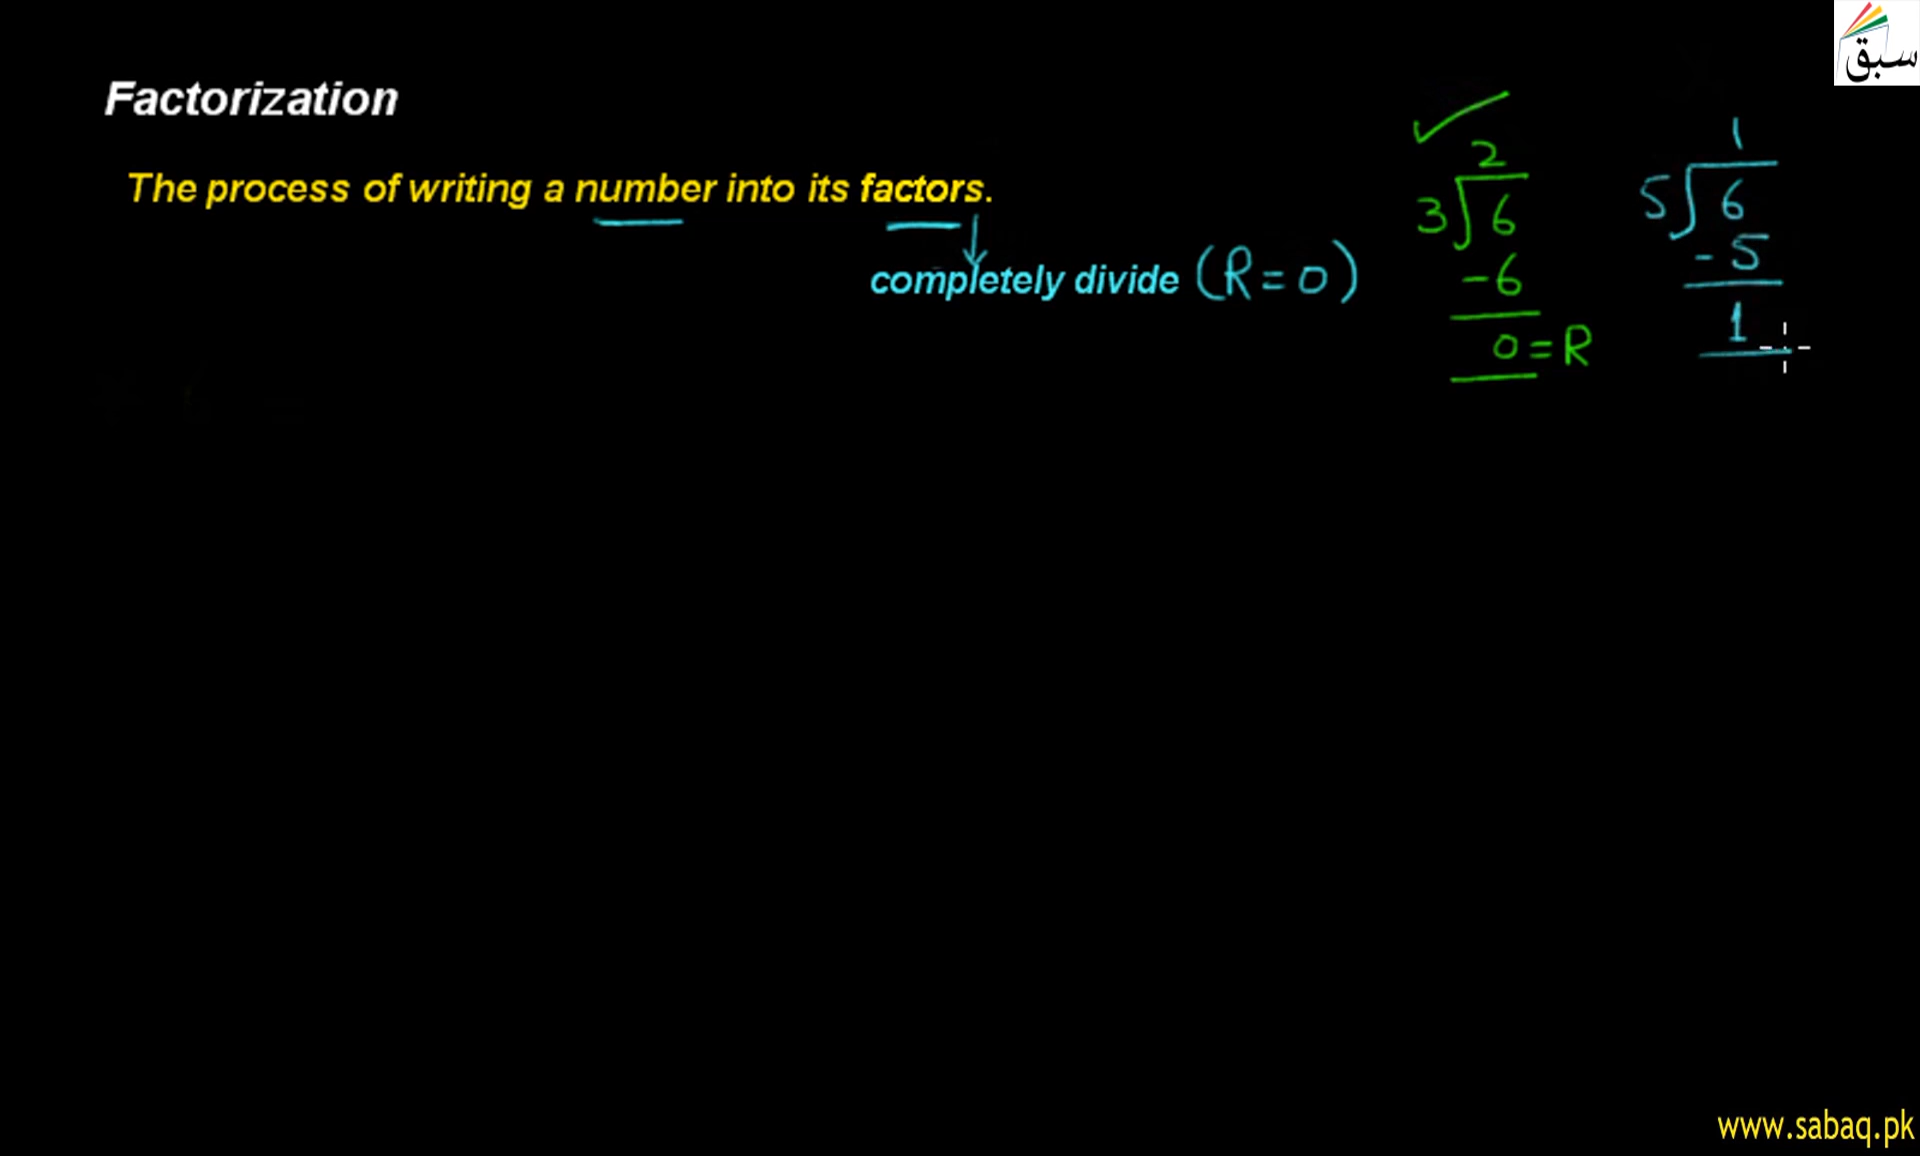 سبق
Factorization
The process of writing a number into its factors.
completely divide (R = 0)
2
3 6
- 6
0 = R
1
5 6
- 5
1
www.sabaq.pk